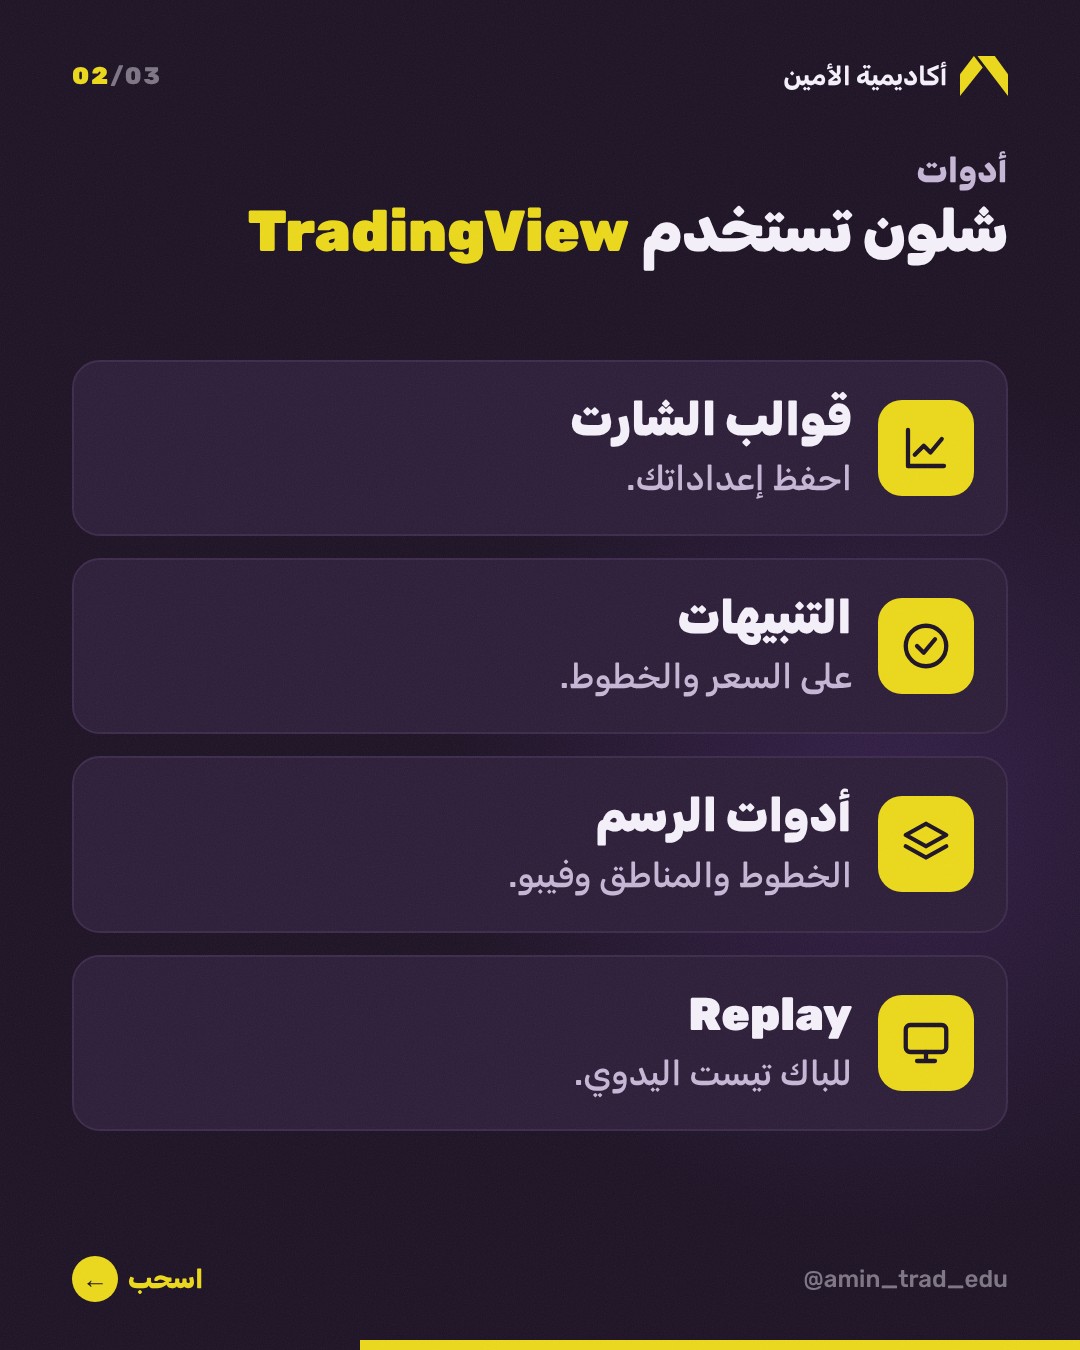 أكاديمية الأمين
02/03
أدوات
شلون تستخدم TradingView
قوالب الشارت
احفظ إعداداتك.
التنبيهات
على السعر والخطوط.
أدوات الرسم
الخطوط والمناطق وفيبو.
Replay
للباك تيست اليدوي.
@amin_trad_edu
اسحب ←